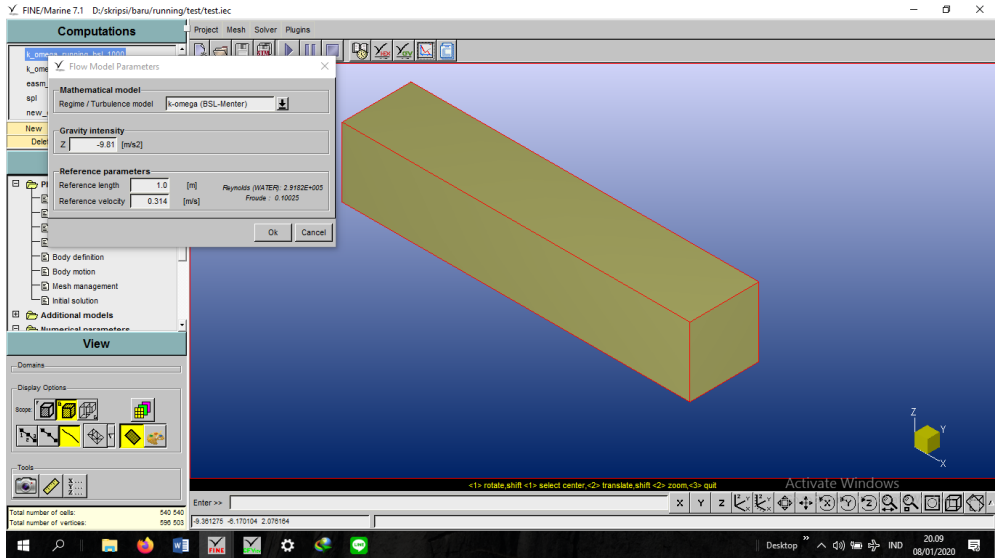 FINE/Marine 7.1 D:/skripsi/baru/running/test/test.iec
Computations
Project Mesh Solver Plugins
k_omega_running_bsl_1000
Flow Model Parameters
Mathematical model
Regime / Turbulence model k-omega (BSL-Menter)
easm_
spl
new_
New
Gravity intensity
Z -9.81 [m/s2]
Reference parameters
Reference length 1.0 [m] Reynolds (WATER): 2.9182E+005
Reference velocity 0.314 [m/s] Froude : 0.10025
Ok Cancel
Body definition
Body motion
Mesh management
Initial solution
Additional models
Numerical parameters
View
Domains
Display Options
Scope:
Tools
Z
Y
X
<1> rotate,shift <1> select center,<2> translate,shift <2> zoom,<3> quit
Activate Windows
Enter >>
X Y Z
Total number of cells: 540 540
Total number of vertices: 596 503
-9.361275 -6.170104 2.076164
FINE
Desktop
IND
20.09
08/01/2020